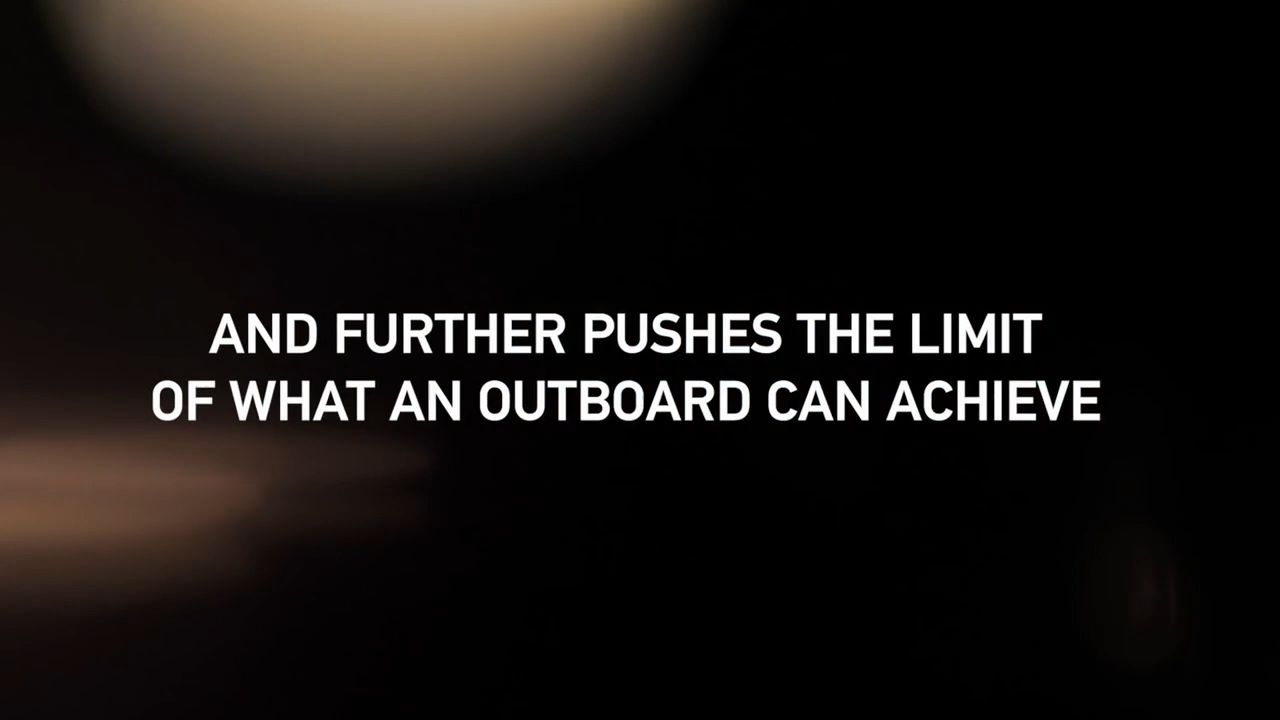 AND FURTHER PUSHES THE LIMIT
OF WHAT AN OUTBOARD CAN ACHIEVE